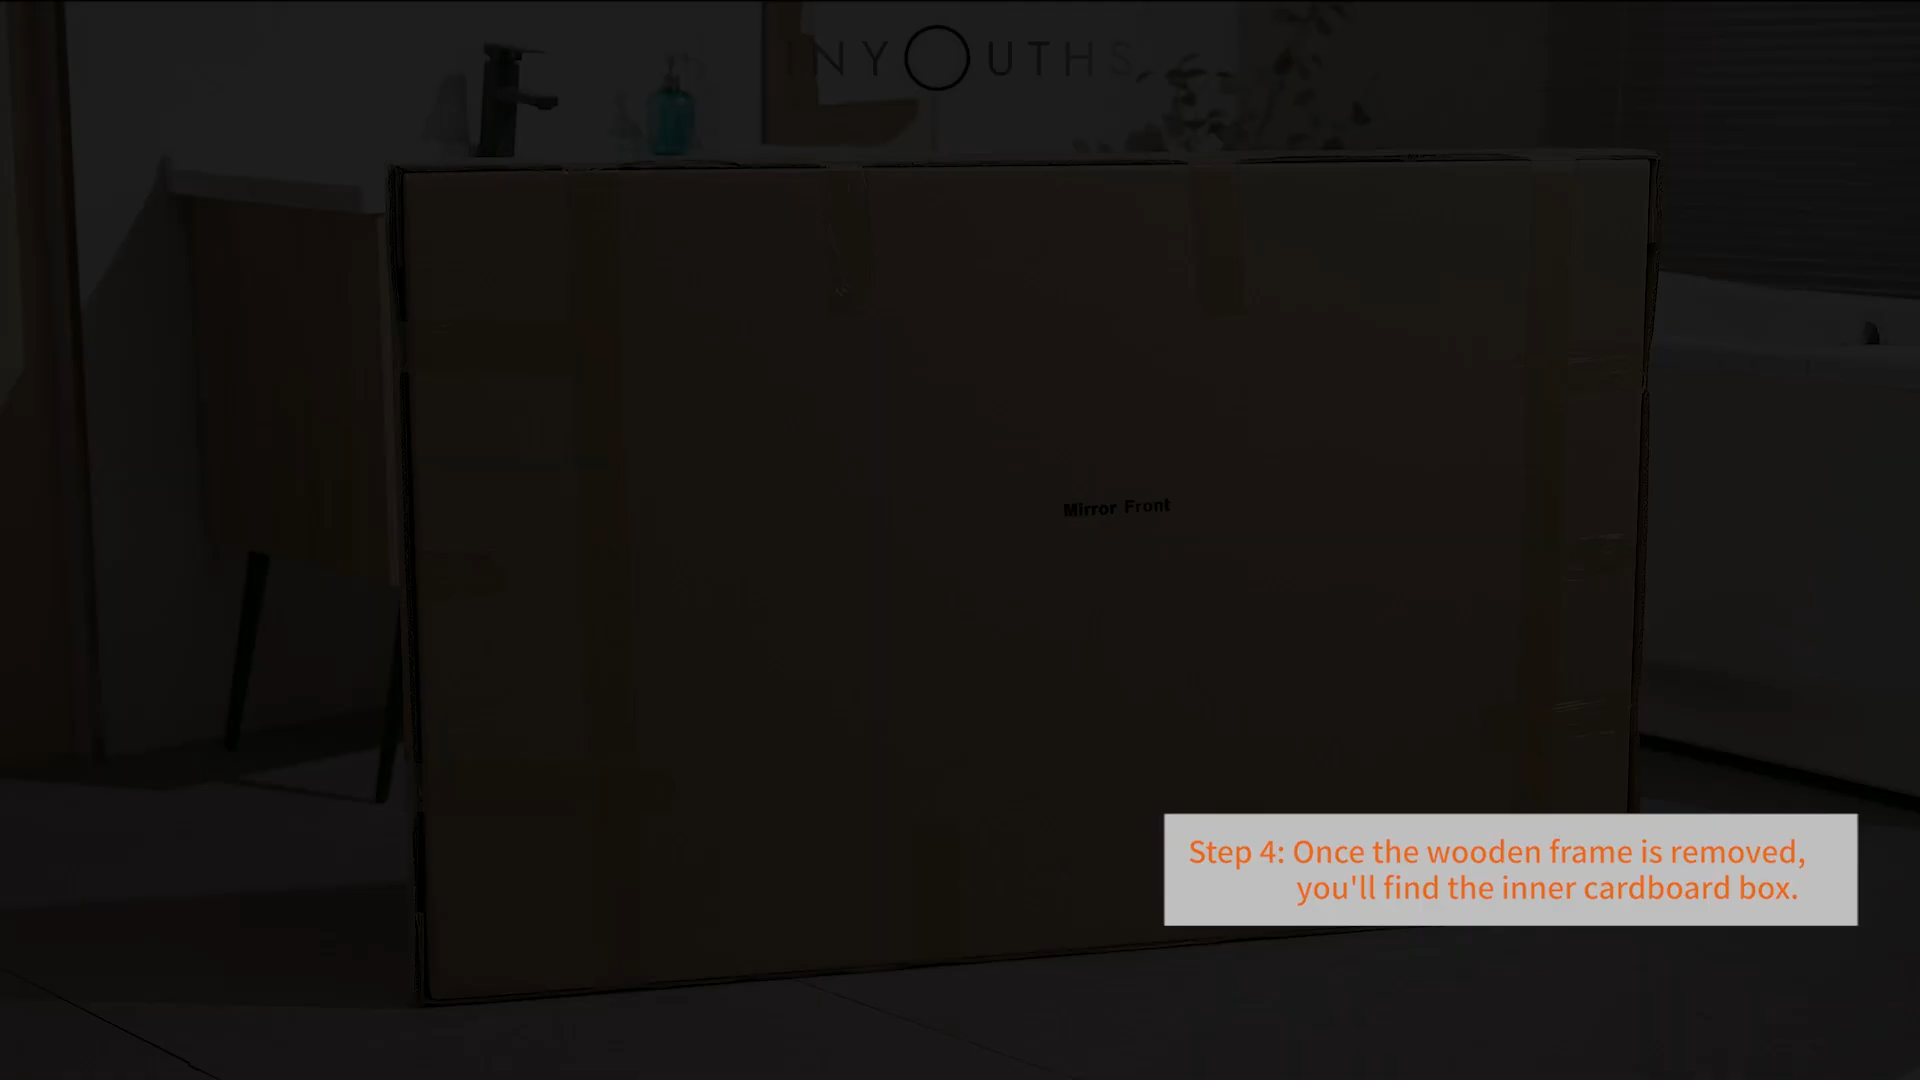 INYOUTHS
Mirror Front
Step 4: Once the wooden frame is removed,
you'll find the inner cardboard box.